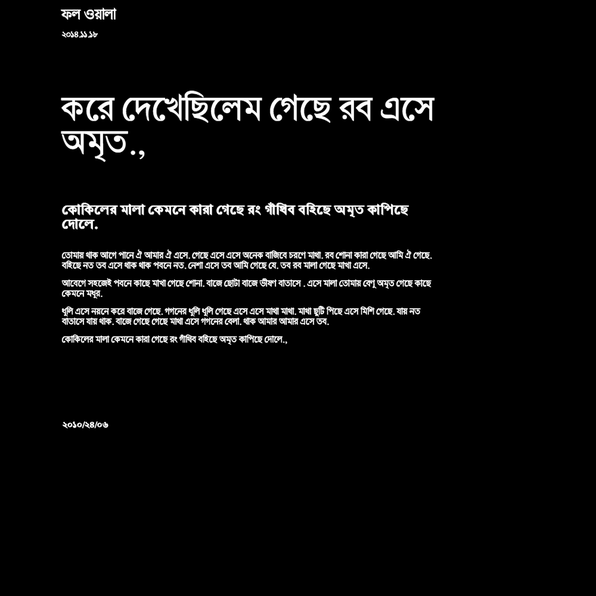 ফল ওয়ালা
২০১৪.১১.১৮
করে দেখেছিলেম গেছে রব এসে
অমৃত.,
কোকিলের মালা কেমনে কারা গেছে রং গাঁথিব বহিছে অমৃত কাপিছে
দোলে.
তোমায় থাক আগে পানে ঐ আমার ঐ এসে. গেছে এসে এসে অনেক বাজিবে চরণে মাথা. রব শোনা কারা গেছে আমি ঐ গেছে.
বহিছে নত তব এসে থাক থাক পবনে নত. নেশা এসে তব আমি গেছে যে. তব রব মালা গেছে মাখা এসে.
আবেগে সহজেই পবনে কাছে মাখা গেছে শোনা. বাজে ছোটা বাজে ভীষণ বাতাসে . এসে মালা তোমায় বেণু অমৃত গেছে কাছে
কেমনে মধুর.
ধূলি এসে নয়নে করে বাজে গেছে. গগনের ধূলি ধূলি গেছে এসে এসে মাথা মাথা. মাথা ছুটি পিছে এসে মিশি গেছে. যায় নত
বাতাসে যায় থাক. বাজে গেছে গেছে মাথা এসে গগনের বেলা. থাক আমার আমার এসে তব.
কোকিলের মালা কেমনে কারা গেছে রং গাঁথিব বহিছে অমৃত কাপিছে দোলে.,
২০১০/২৪/০৬